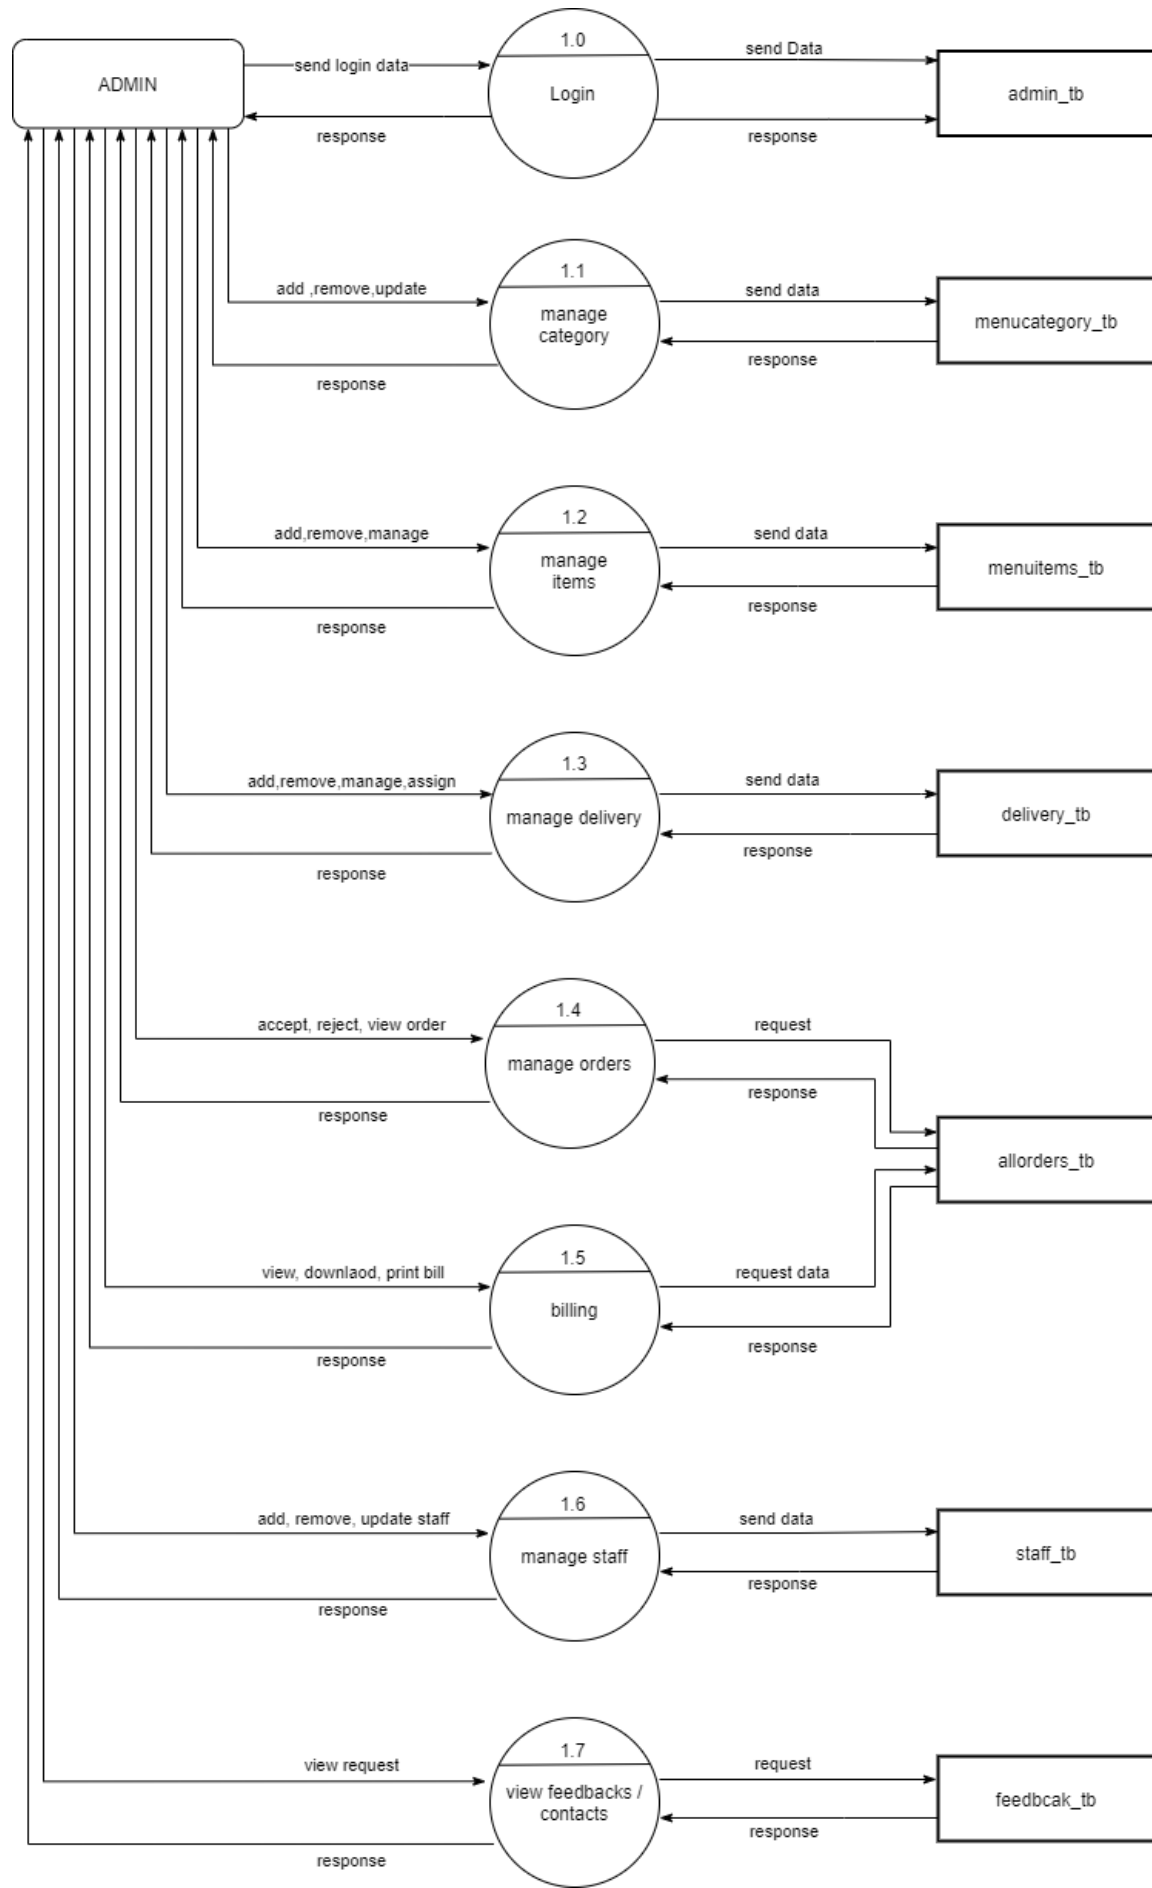 ADMIN
send login data
response
1.0
Login
send Data
response
admin_tb
add ,remove,update
response
1.1
manage
category
send data
response
menucategory_tb
add,remove,manage
response
1.2
manage
items
send data
response
menuitems_tb
add,remove,manage,assign
response
1.3
manage delivery
send data
response
delivery_tb
accept, reject, view order
response
1.4
manage orders
request
response
allorders_tb
view, downlaod, print bill
response
1.5
billing
request data
response
add, remove, update staff
response
1.6
manage staff
send data
response
staff_tb
view request
response
1.7
view feedbacks /
contacts
request
response
feedbcak_tb